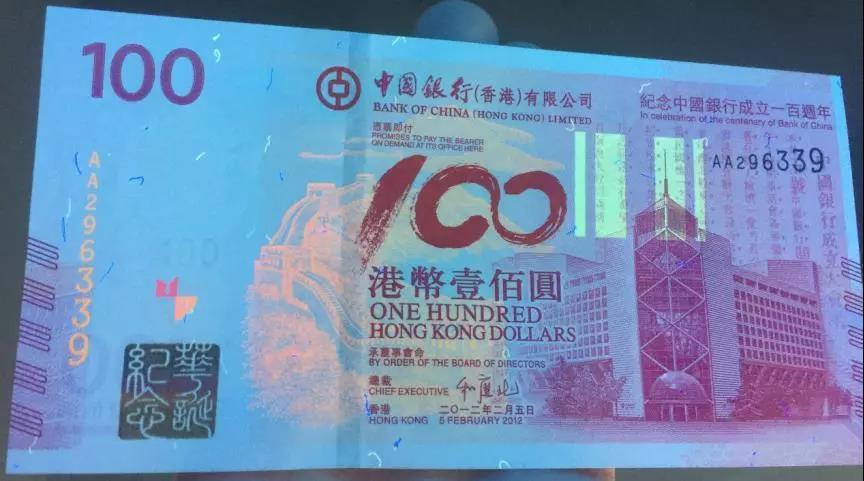 100
中國銀行(香港)有限公司
BANK OF CHINA (HONG KONG) LIMITED
憑票即付
PROMISES TO PAY THE BEARER
ON DEMAND AT ITS OFFICE HERE
紀念中國銀行成立一百週年
In celebration of the centenary of Bank of China
AA296339
AA296339
100
港幣壹佰圓
ONE HUNDRED
HONG KONG DOLLARS
承董事會命
BY ORDER OF THE BOARD OF DIRECTORS
總裁
CHIEF EXECUTIVE
香港
二〇一二年二月五日
HONG KONG
5 FEBRUARY 2012
華誕
紀念